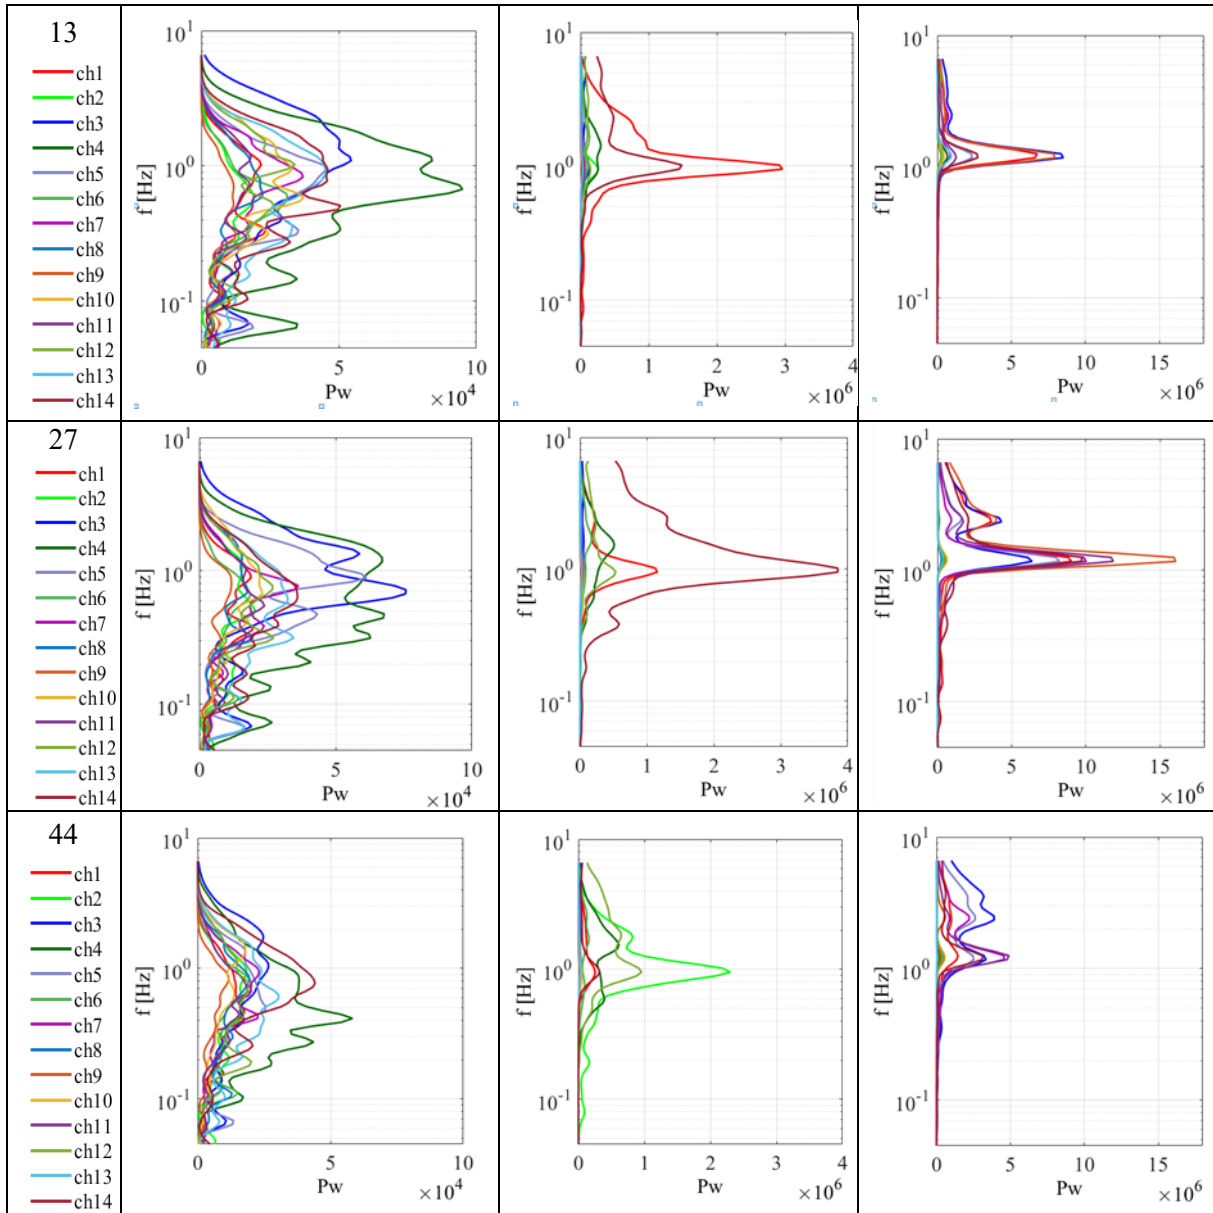 13
ch1
ch2
ch3
ch4
ch5
ch6
ch7
ch8
ch9
ch10
ch11
ch12
ch13
ch14
10^1
10^0
10^-1
f [Hz]
0 5 10
Pw
×10^4
10^1
10^0
10^-1
f [Hz]
0 1 2 3 4
Pw
×10^6
10^1
10^0
10^-1
f [Hz]
0 5 10 15
Pw
×10^6
27
ch1
ch2
ch3
ch4
ch5
ch6
ch7
ch8
ch9
ch10
ch11
ch12
ch13
ch14
10^1
10^0
10^-1
f [Hz]
0 5 10
Pw
×10^4
10^1
10^0
10^-1
f [Hz]
0 1 2 3 4
Pw
×10^6
10^1
10^0
10^-1
f [Hz]
0 5 10 15
Pw
×10^6
44
ch1
ch2
ch3
ch4
ch5
ch6
ch7
ch8
ch9
ch10
ch11
ch12
ch13
ch14
10^1
10^0
10^-1
f [Hz]
0 5 10
Pw
×10^4
10^1
10^0
10^-1
f [Hz]
0 1 2 3 4
Pw
×10^6
10^1
10^0
10^-1
f [Hz]
0 5 10 15
Pw
×10^6